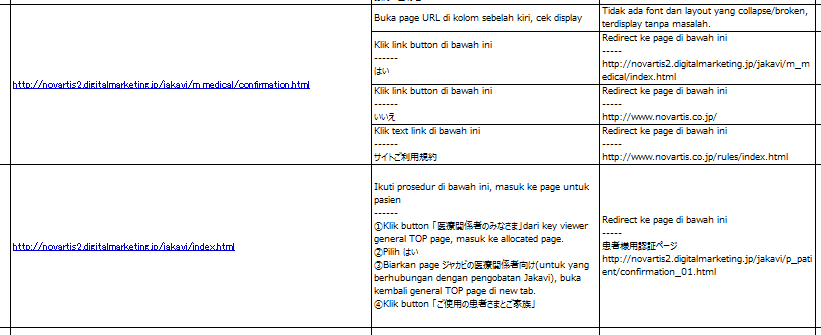 Buka page URL di kolom sebelah kiri, cek display
Tidak ada font dan layout yang collapse/broken,
terdisplay tanpa masalah.
http://novartis2.digitalmarketing.jp/jakavi/m_medical/confirmation.html
Klik link button di bawah ini
------
はい
Redirect ke page di bawah ini
-----
http://novartis2.digitalmarketing.jp/jakavi/m_m
edical/index.html
Klik link button di bawah ini
------
いいえ
Redirect ke page di bawah ini
-----
http://www.novartis.co.jp/
Klik text link di bawah ini
------
サイトご利用規約
Redirect ke page di bawah ini
-----
http://www.novartis.co.jp/rules/index.html
http://novartis2.digitalmarketing.jp/jakavi/index.html
Ikuti prosedur di bawah ini, masuk ke page untuk
pasien
------
①Klik button 「医療関係者のみなさま」dari key viewer
general TOP page, masuk ke allocated page.
②Pilih はい
③Biarkan page ジャカビの医療関係者向け(untuk yang
berhubungan dengan pengobatan Jakavi), buka
kembali general TOP page di new tab.
④Klik button 「ご使用の患者さまとご家族」
Redirect ke page di bawah ini
-----
患者様用認証ページ
http://novartis2.digitalmarketing.jp/jakavi/p_pati
ent/confirmation_01.html